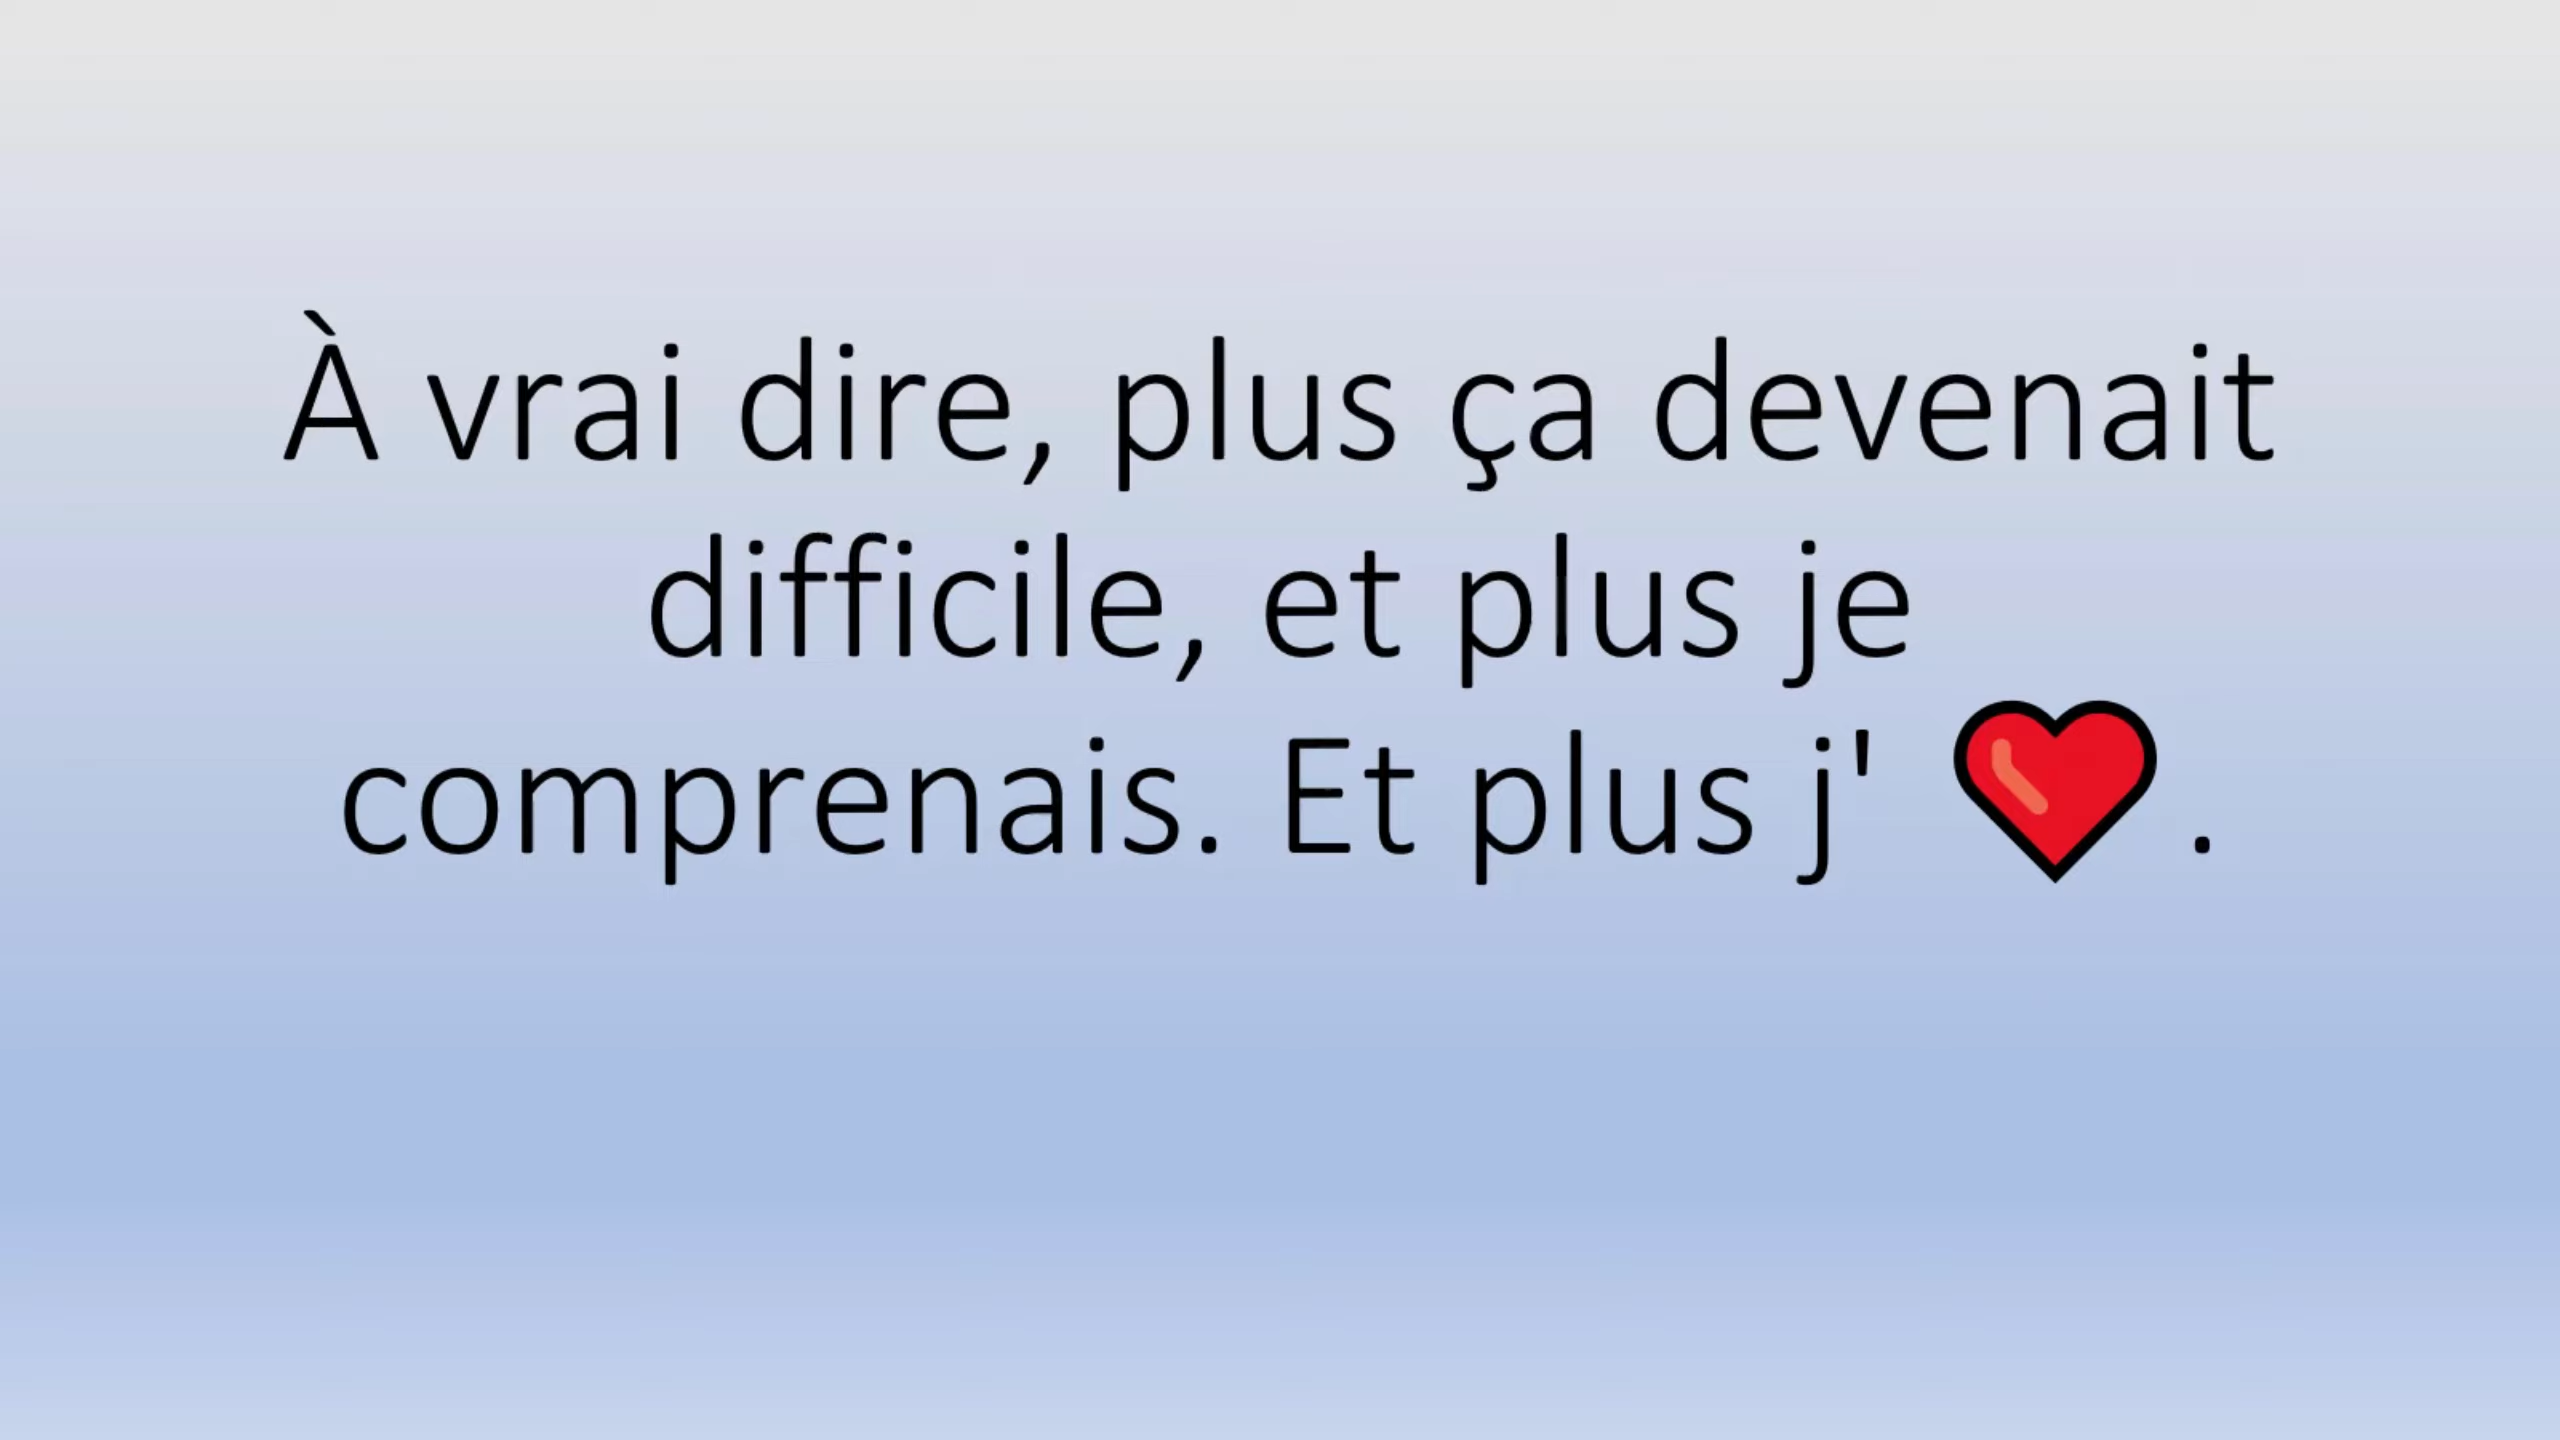 À vrai dire, plus ça devenait
difficile, et plus je
comprenais. Et plus j' ❤️ .